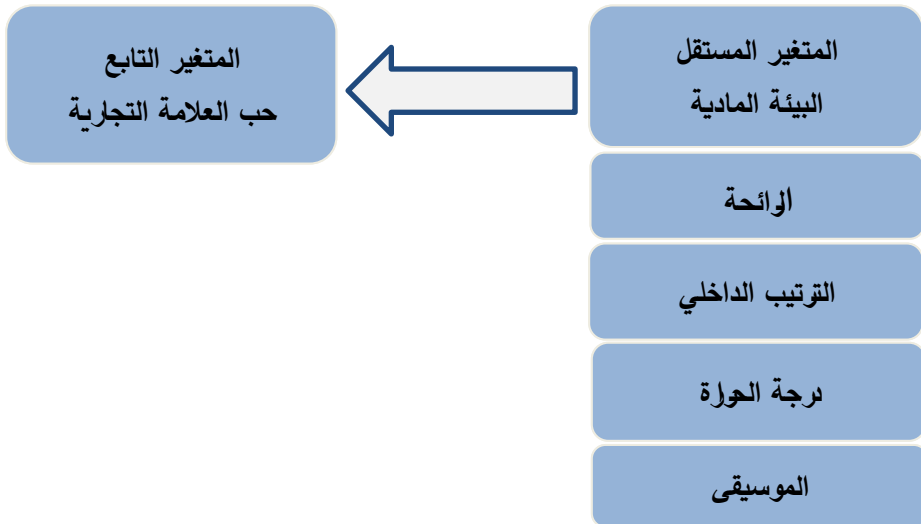 المتغير المستقل
البيئة المادية
المتغير التابع
حب العلامة التجارية
الرائحة
الترتيب الداخلي
درجة الحرارة
الموسيقى